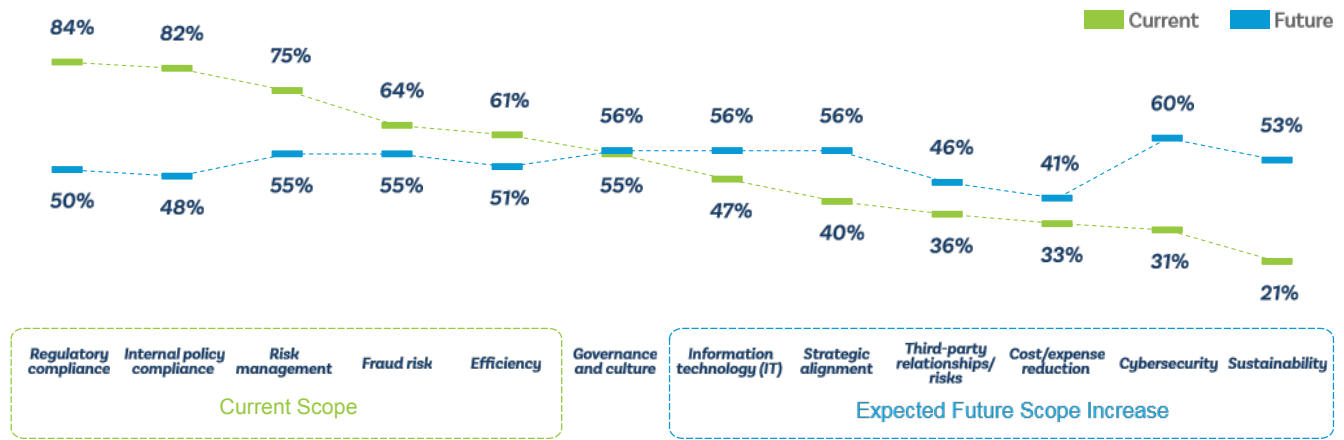 Current Future
84% 82% 75% 64% 61% 56% 56% 56% 46% 41% 60% 53%
50% 48% 55% 55% 51% 55% 47% 40% 36% 33% 31% 21%
Regulatory
compliance
Internal policy
compliance
Risk
management
Fraud risk
Efficiency
Governance
and culture
Information
technology (IT)
Strategic
alignment
Third-party
relationships/
risks
Cost/expense
reduction
Cybersecurity
Sustainability
Current Scope
Expected Future Scope Increase